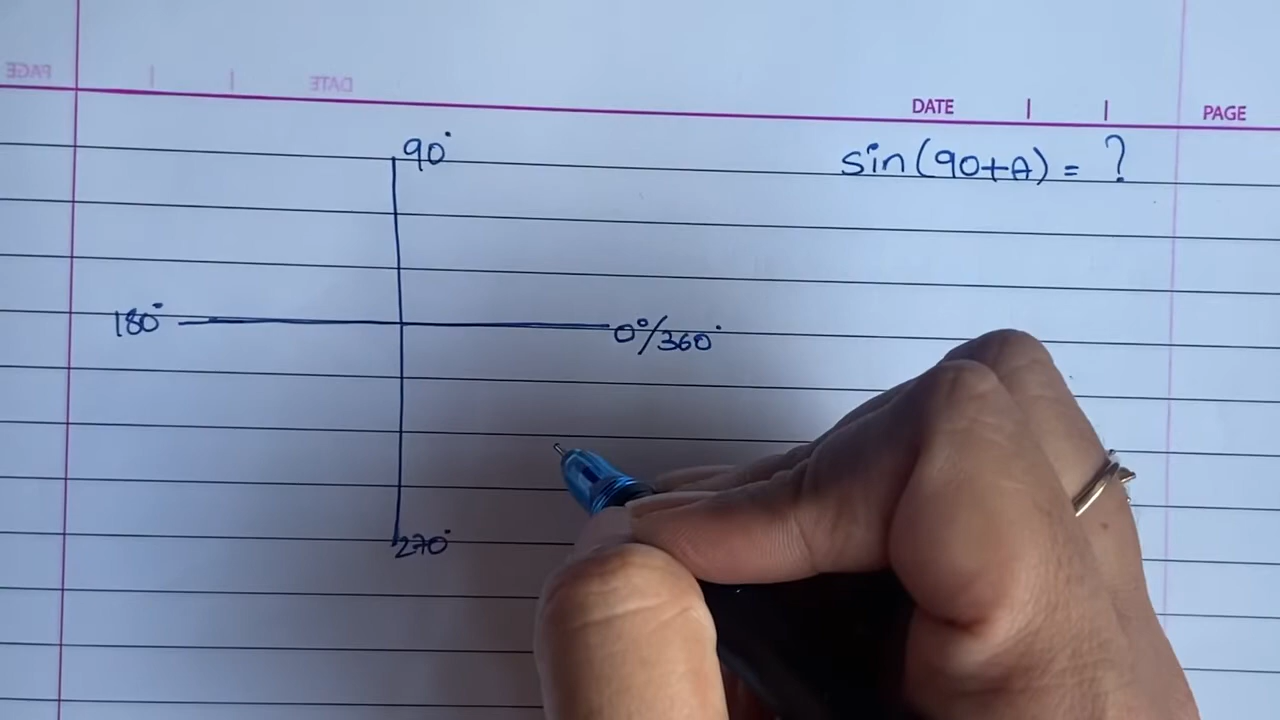 PAGE DATE
DATE PAGE
90°
sin(90+A) = ?
180° 0°/360°
270°